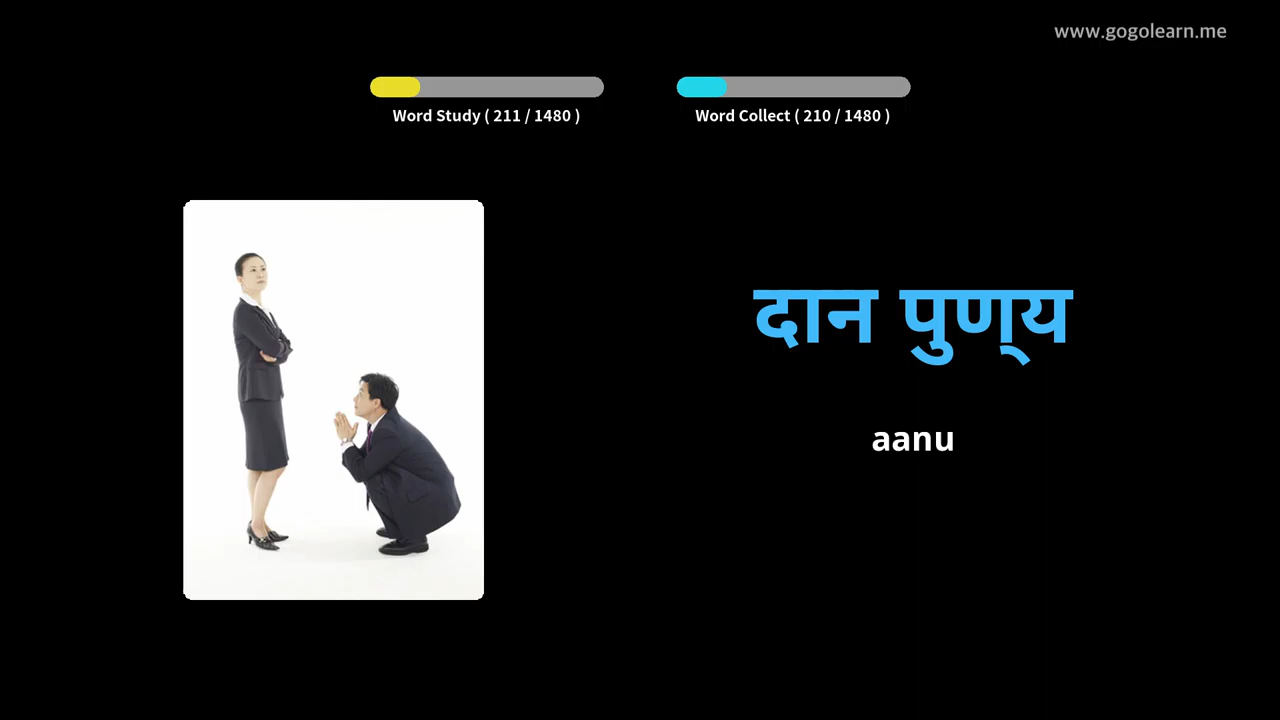 www.gogolearn.me
Word Study ( 211 / 1480 )
Word Collect ( 210 / 1480 )
दान पुण्‌य
aanu